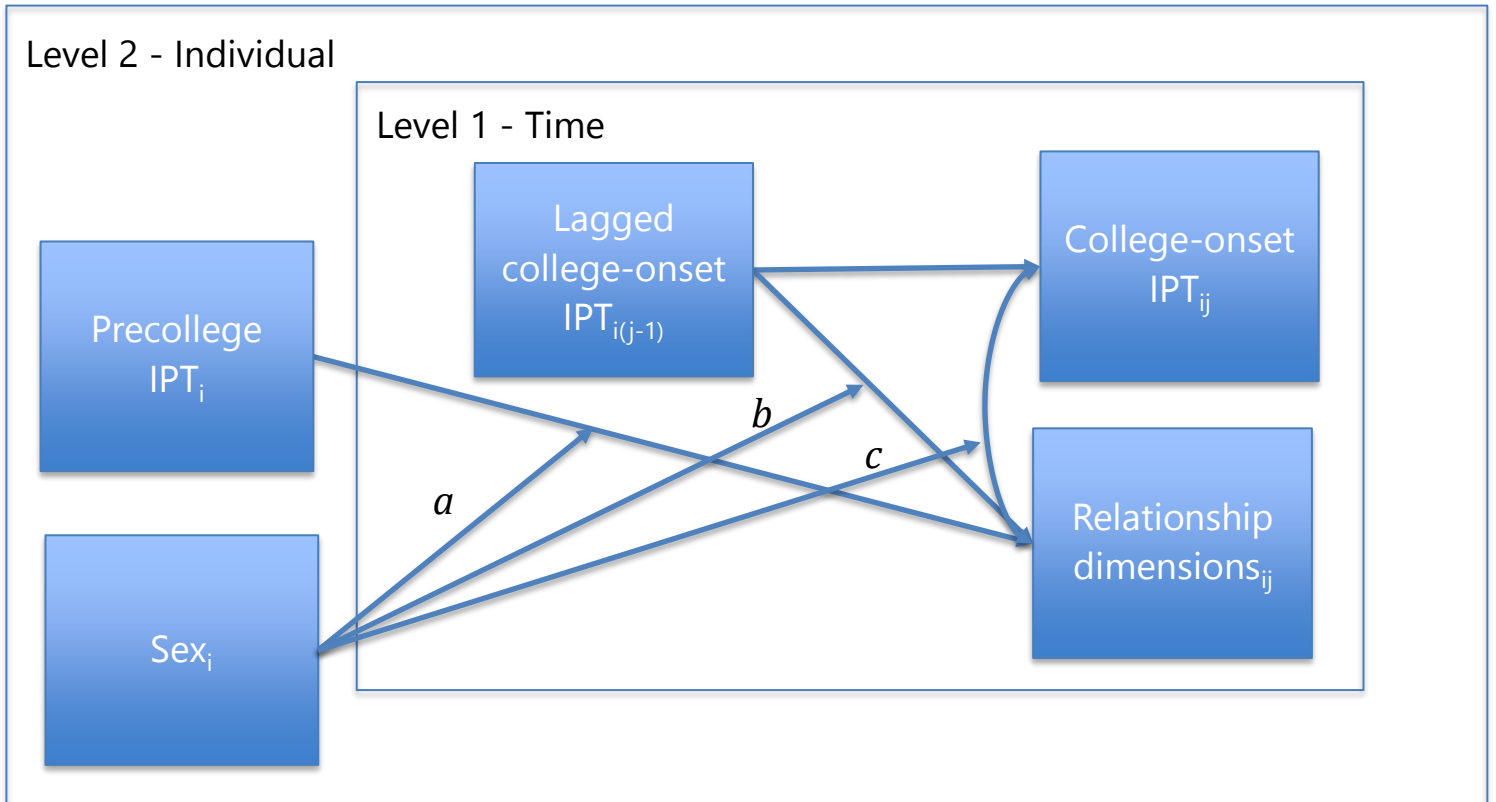 Level 2 - Individual
Level 1 - Time
Lagged
college-onset
IPTi(j-1)
College-onset
IPTij
Precollege
IPTi
a
b
c
Relationship
dimensionsij
Sexi